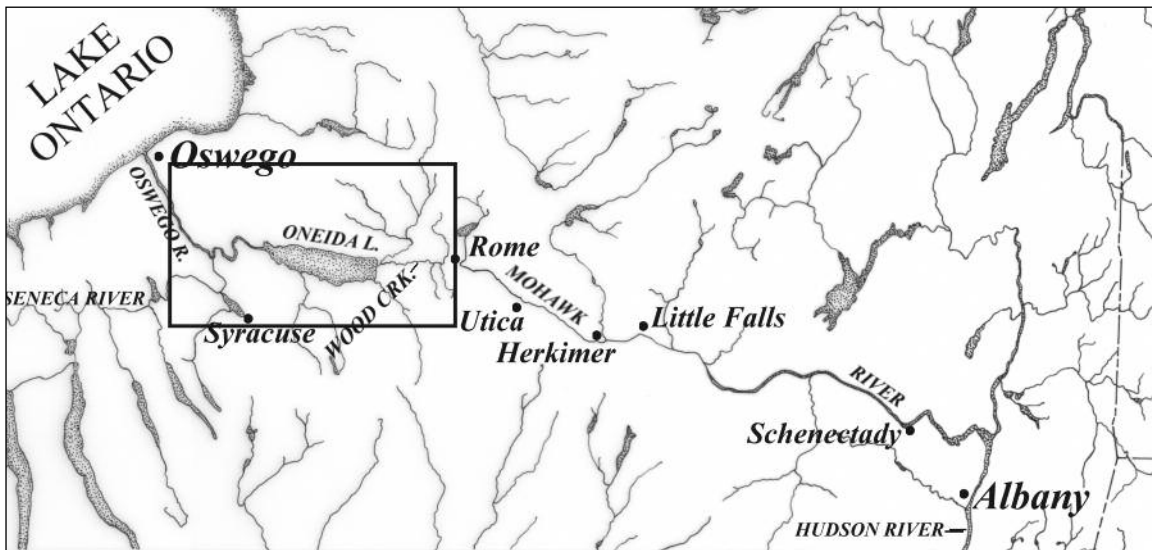 LAKE
ONTARIO
Oswego
OSWEGO R.
ONEIDA L.
Rome
WOOD CRK.
MOHAWK
SENECA RIVER
Syracuse
Utica
Little Falls
Herkimer
RIVER
Schenectady
Albany
HUDSON RIVER